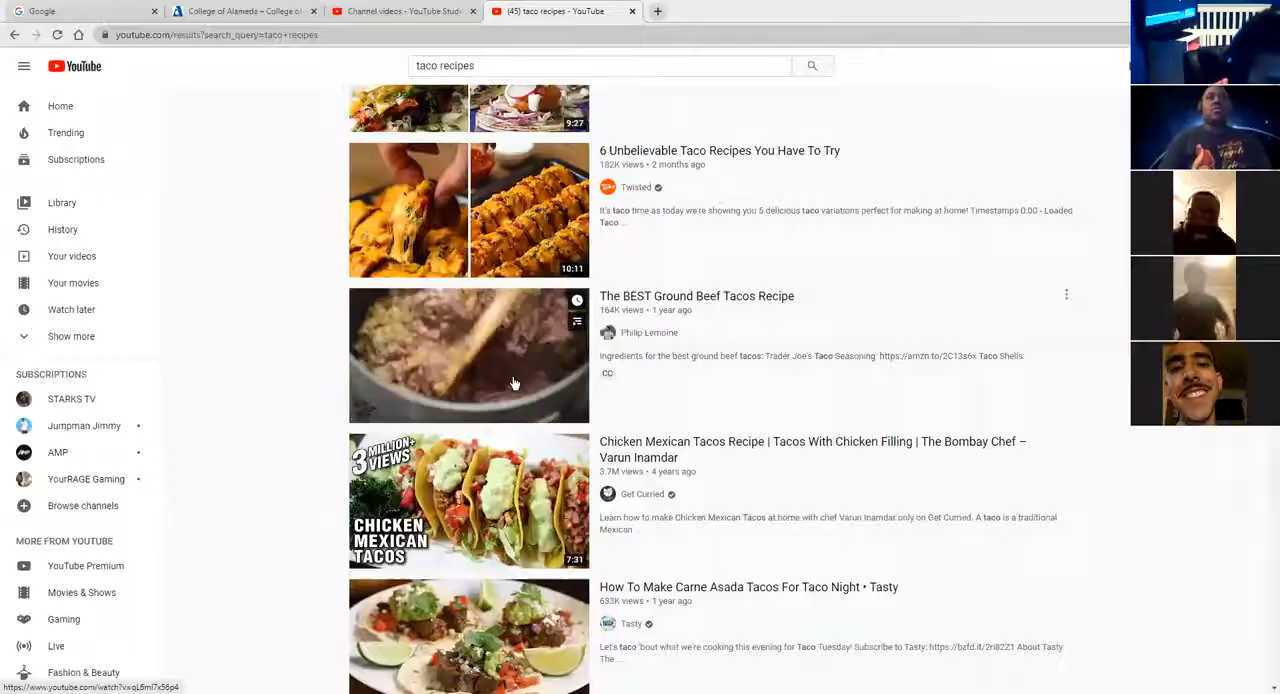 Google
College of Alameda – College o
Channel videos - YouTube Studi
(45) taco recipes - YouTube
youtube.com/results?search_query=taco+recipes
YouTube
taco recipes
Home
Trending
Subscriptions
Library
History
Your videos
Your movies
Watch later
Show more
SUBSCRIPTIONS
STARKS TV
Jumpman Jimmy
AMP
YourRAGE Gaming
Browse channels
MORE FROM YOUTUBE
YouTube Premium
Movies & Shows
Gaming
Live
Fashion & Beauty
https://www.youtube.com/watch?v=qL6mI7x56p4
9:27
10:11
6 Unbelievable Taco Recipes You Have To Try
182K views • 2 months ago
Twisted
It's taco time as today we're showing you 5 delicious taco variations perfect for making at home! Timestamps 0:00 - Loaded
Taco ...
The BEST Ground Beef Tacos Recipe
164K views • 1 year ago
Philip Lemoine
Ingredients for the best ground beef tacos: Trader Joe's Taco Seasoning: https://amzn.to/2C13s6x Taco Shells:
CC
3 MILLION+
VIEWS
CHICKEN
MEXICAN
TACOS
7:31
Chicken Mexican Tacos Recipe | Tacos With Chicken Filling | The Bombay Chef –
Varun Inamdar
3.7M views • 4 years ago
Get Curried
Learn how to make Chicken Mexican Tacos at home with chef Varun Inamdar only on Get Curried. A taco is a traditional
Mexican ...
How To Make Carne Asada Tacos For Taco Night • Tasty
633K views • 1 year ago
Tasty
Let's taco 'bout what we're cooking this evening for Taco Tuesday! Subscribe to Tasty: https://bzfd.it/2ri82Z1 About Tasty
The ...